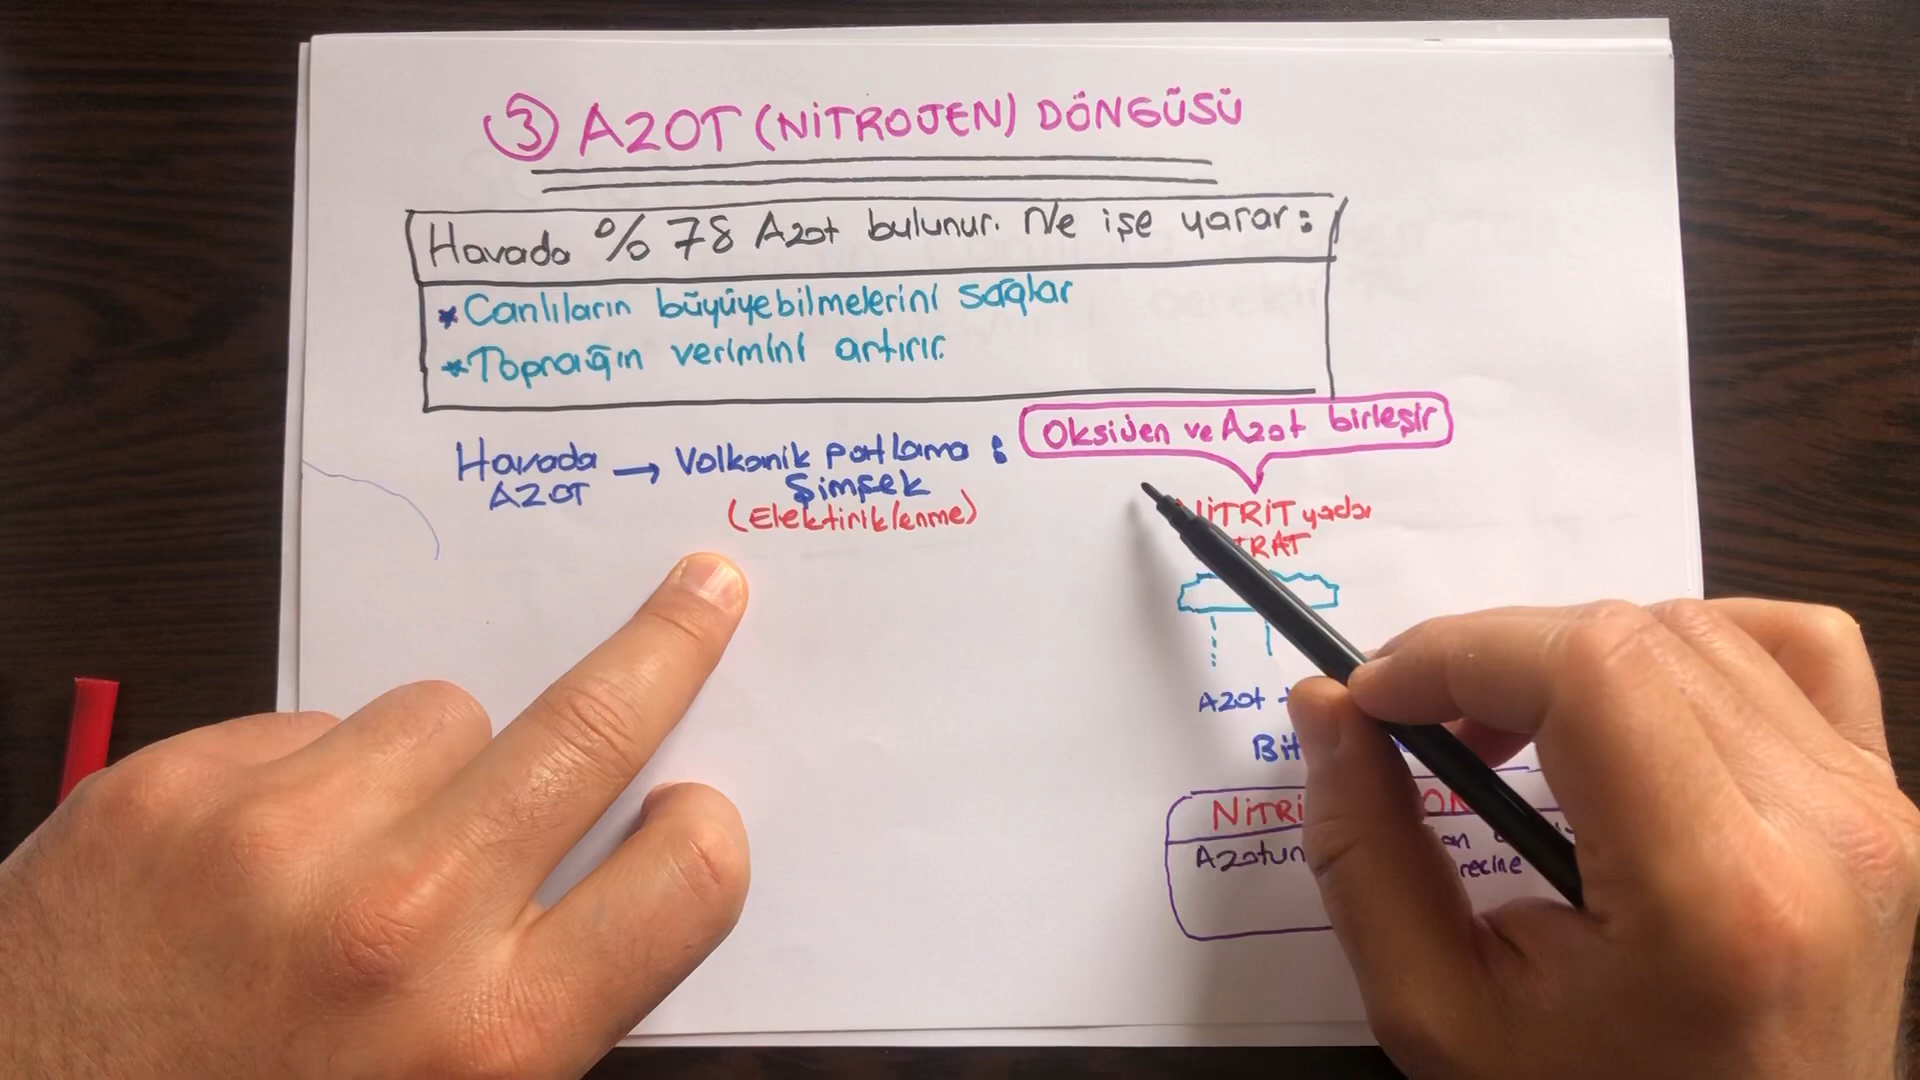 ③ AZOT (NİTROJEN) DÖNGÜSÜ
Havada % 78 Azot bulunur. Ne işe yarar:
* Canlıların büyüyebilmelerini sağlar
* Toprağın verimini artırır.
Oksijen ve Azot birleşir
Havada → Volkanik Patlama :
AZOT Şimşek
(Elektiriklenme)
NİTRİT yada
Azot